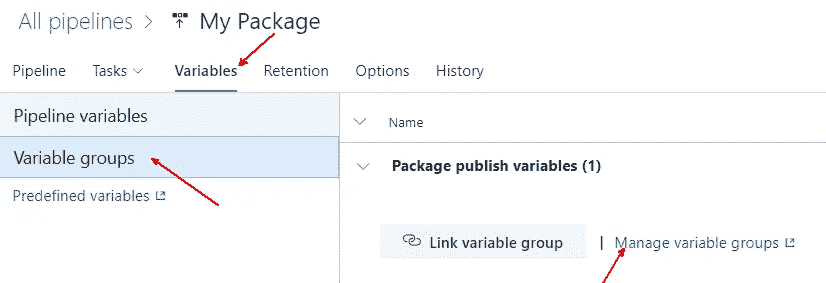 All pipelines > My Package
Pipeline Tasks Variables Retention Options History
Pipeline variables
Variable groups
Predefined variables
Name
Package publish variables (1)
Link variable group | Manage variable groups